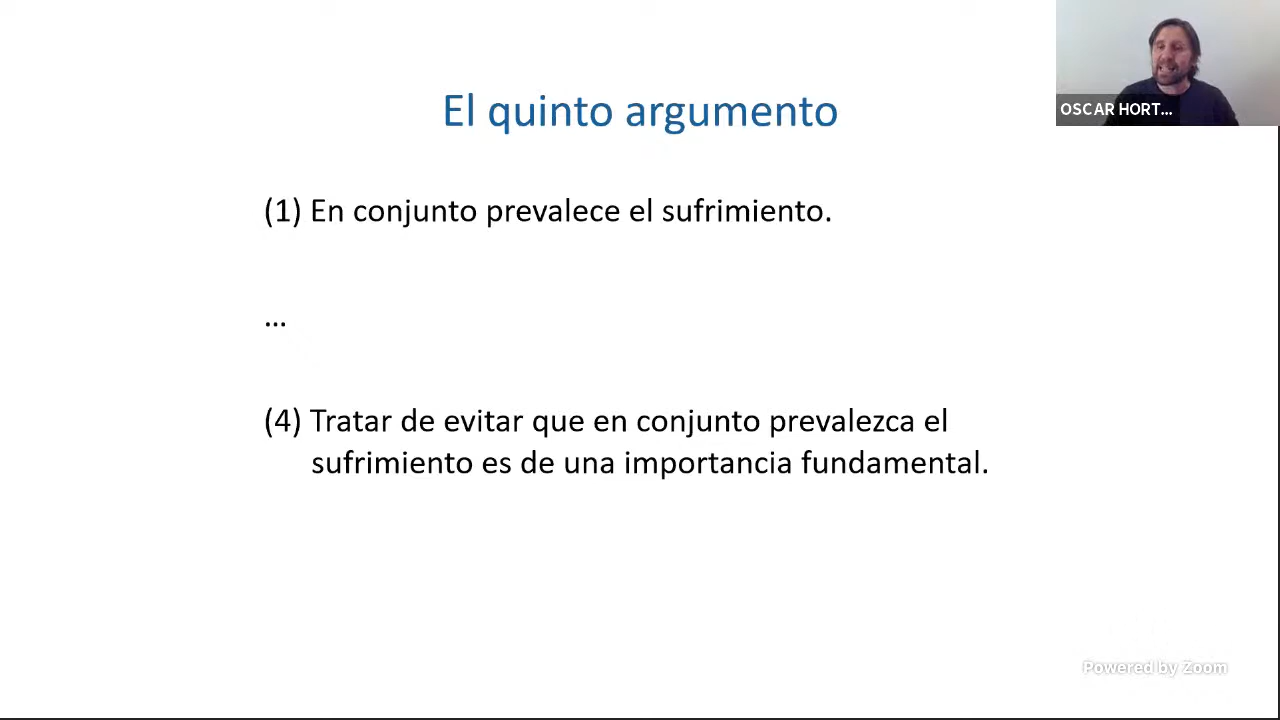 El quinto argumento
OSCAR HORT...
(1) En conjunto prevalece el sufrimiento.
...
(4) Tratar de evitar que en conjunto prevalezca el
sufrimiento es de una importancia fundamental.
Powered by Zoom